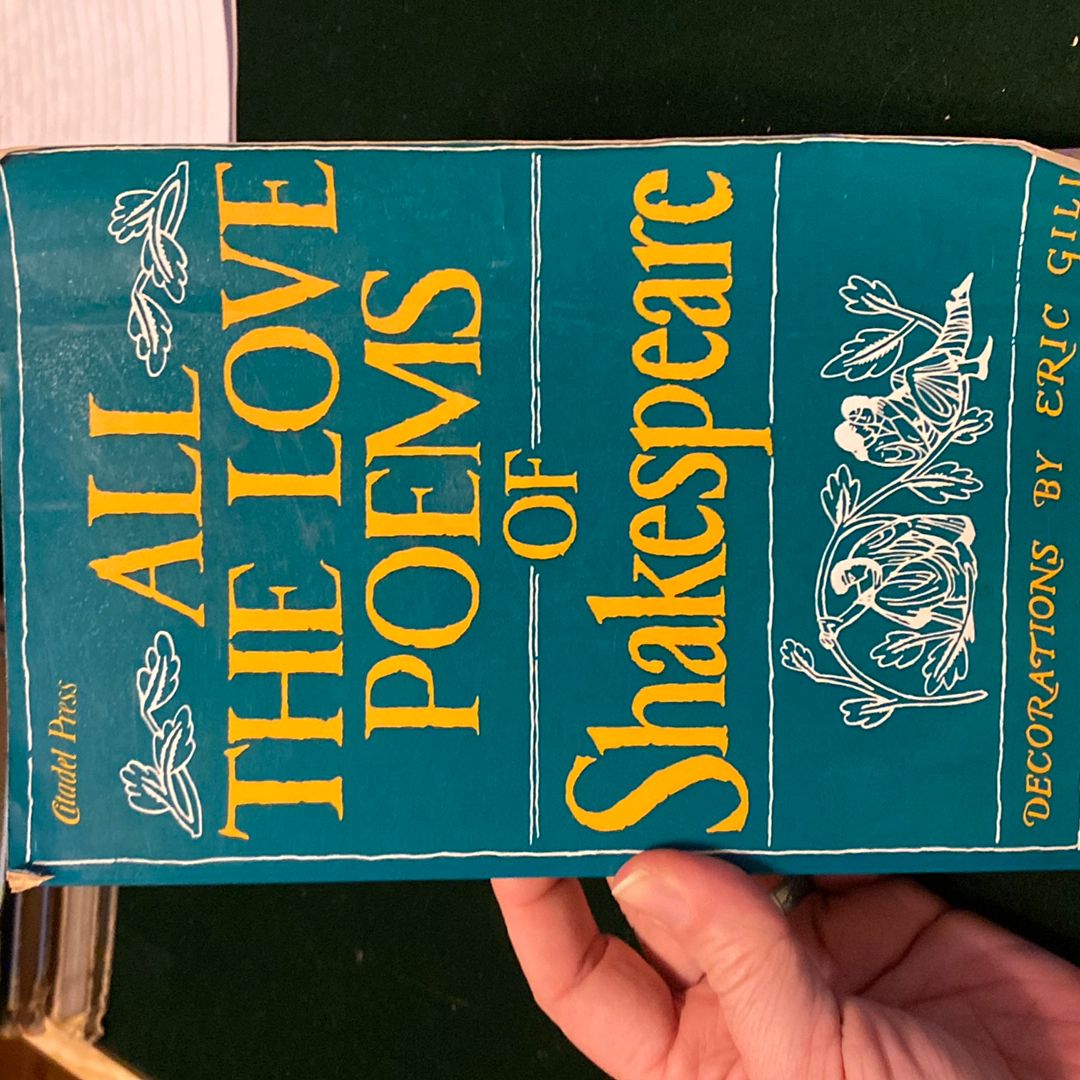 Citadel Press
ALL
THE LOVE
POEMS
OF
Shakespeare
DECORATIONS BY ERIC GILL